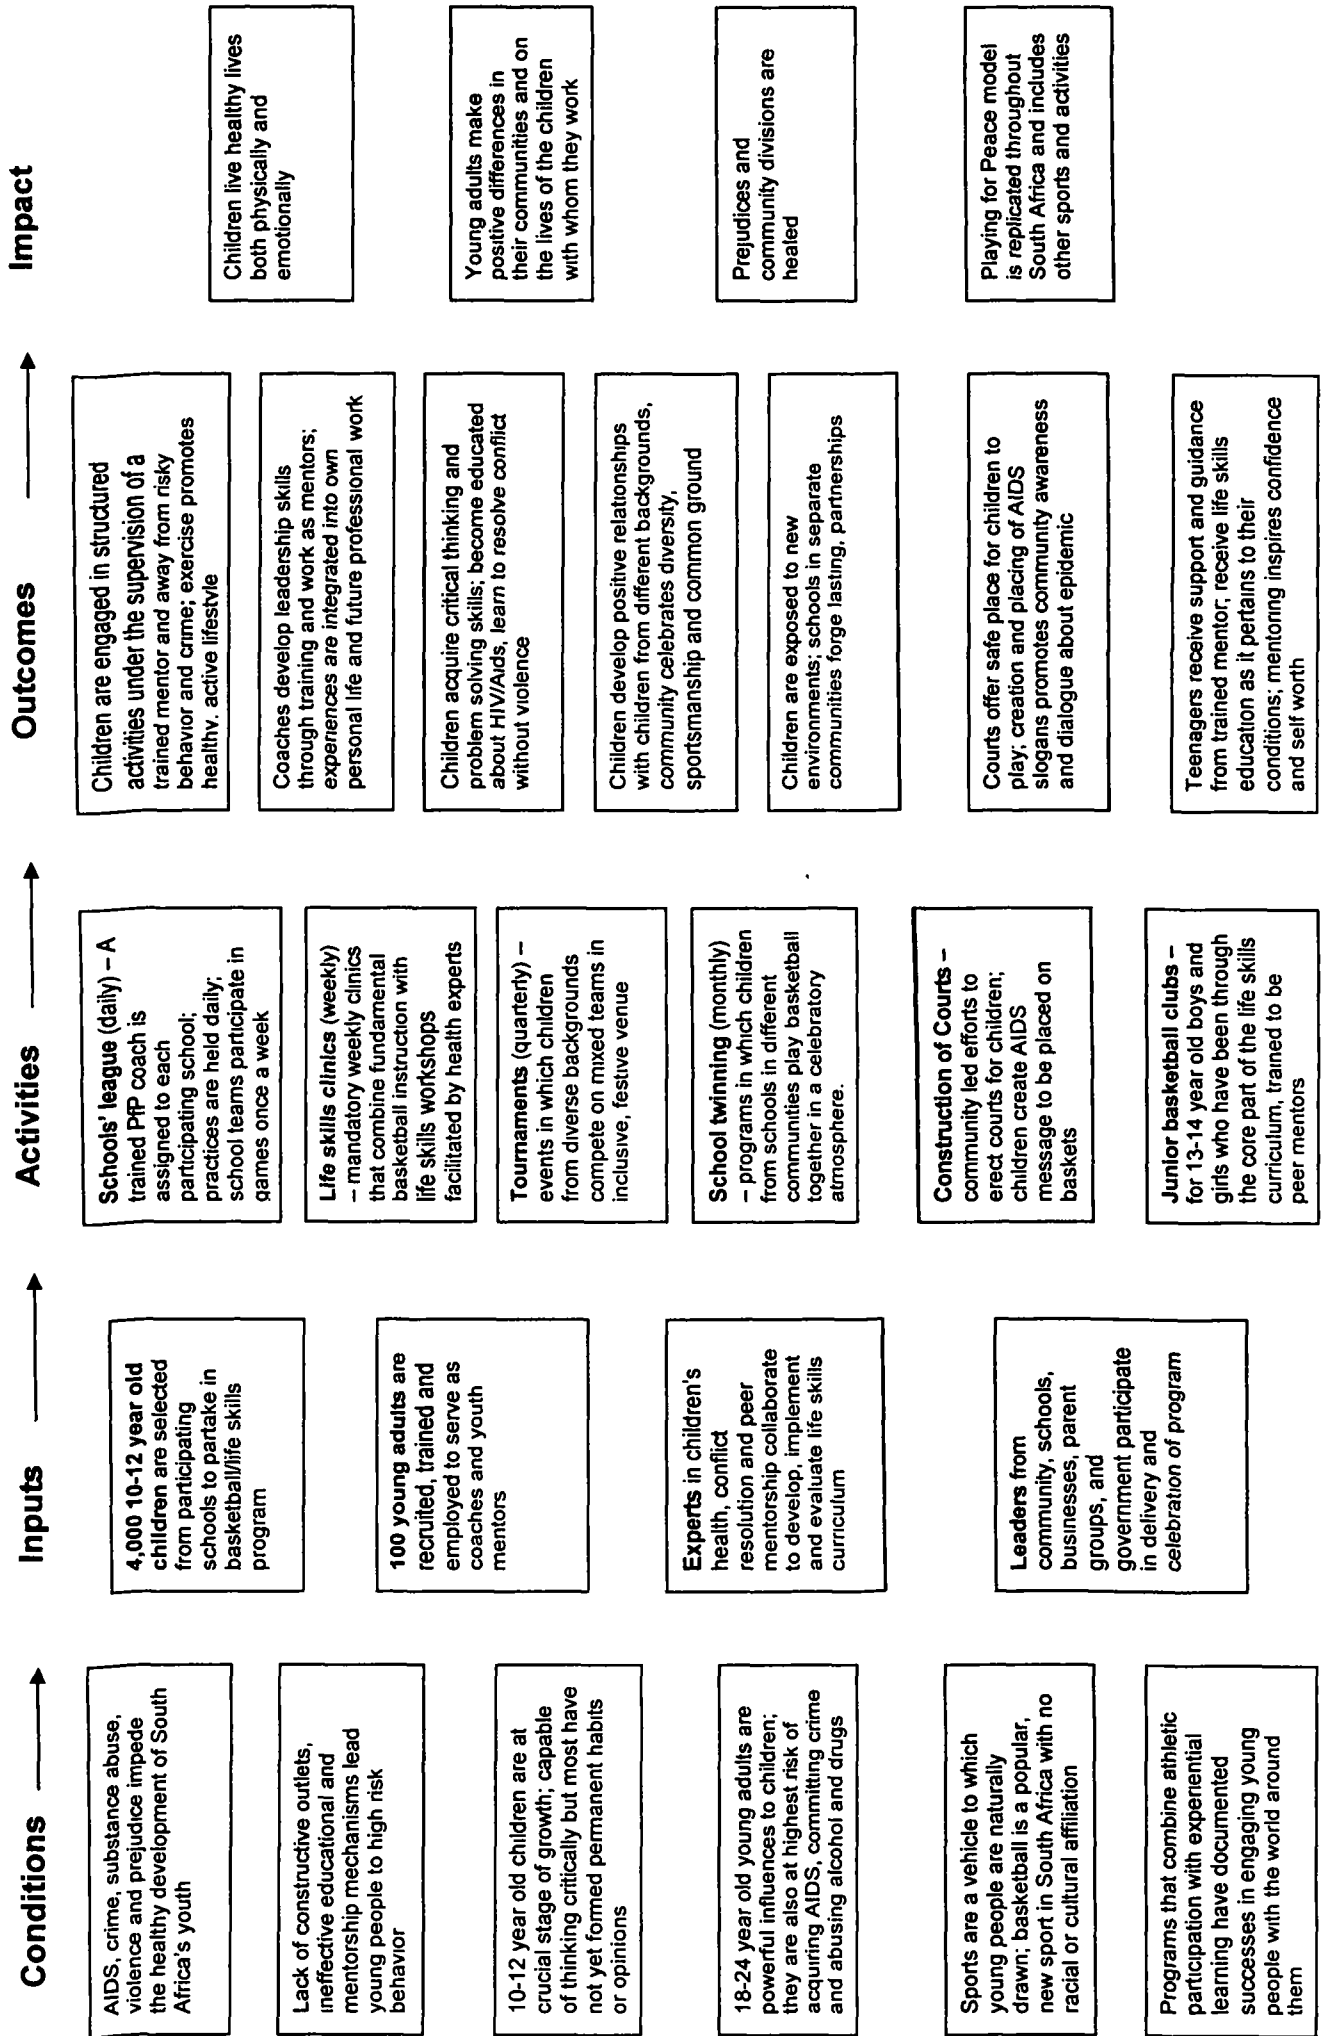 Conditions
Inputs
Activities
Outcomes
Impact
AIDS, crime, substance abuse,
violence and prejudice impede
the healthy development of South
Africa's youth
Lack of constructive outlets,
ineffective educational and
mentorship mechanisms lead
young people to high risk
behavior
10-12 year old children are at
crucial stage of growth; capable
of thinking critically but most have
not yet formed permanent habits
or opinions
18-24 year old young adults are
powerful influences to children;
they are also at highest risk of
acquiring AIDS, committing crime
and abusing alcohol and drugs
Sports are a vehicle to which
young people are naturally
drawn; basketball is a popular,
new sport in South Africa with no
racial or cultural affiliation
Programs that combine athletic
participation with experiential
learning have documented
successes in engaging young
people with the world around
them
4,000 10-12 year old
children are selected
from participating
schools to partake in
basketball/life skills
program
100 young adults are
recruited, trained and
employed to serve as
coaches and youth
mentors
Experts in children's
health, conflict
resolution and peer
mentorship collaborate
to develop, implement
and evaluate life skills
curriculum
Leaders from
community, schools,
businesses, parent
groups, and
government participate
in delivery and
celebration of program
Schools' league (daily) – A
trained PfP coach is
assigned to each
participating school;
practices are held daily;
school teams participate in
games once a week
Life skills clinics (weekly)
– mandatory weekly clinics
that combine fundamental
basketball instruction with
life skills workshops
facilitated by health experts
Tournaments (quarterly) –
events in which children
from diverse backgrounds
compete on mixed teams in
inclusive, festive venue
School twinning (monthly)
– programs in which children
from schools in different
communities play basketball
together in a celebratory
atmosphere.
Construction of Courts –
community led efforts to
erect courts for children;
children create AIDS
message to be placed on
baskets
Junior basketball clubs –
for 13-14 year old boys and
girls who have been through
the core part of the life skills
curriculum, trained to be
peer mentors
Children are engaged in structured
activities under the supervision of a
trained mentor and away from risky
behavior and crime; exercise promotes
healthy, active lifestyle
Coaches develop leadership skills
through training and work as mentors;
experiences are integrated into own
personal life and future professional work
Children acquire critical thinking and
problem solving skills; become educated
about HIV/Aids, learn to resolve conflict
without violence
Children develop positive relationships
with children from different backgrounds,
community celebrates diversity,
sportsmanship and common ground
Children are exposed to new
environments; schools in separate
communities forge lasting, partnerships
Courts offer safe place for children to
play; creation and placing of AIDS
slogans promotes community awareness
and dialogue about epidemic
Teenagers receive support and guidance
from trained mentor; receive life skills
education as it pertains to their
conditions; mentoring inspires confidence
and self worth
Children live healthy lives
both physically and
emotionally
Young adults make
positive differences in
their communities and on
the lives of the children
with whom they work
Prejudices and
community divisions are
healed
Playing for Peace model
is replicated throughout
South Africa and includes
other sports and activities